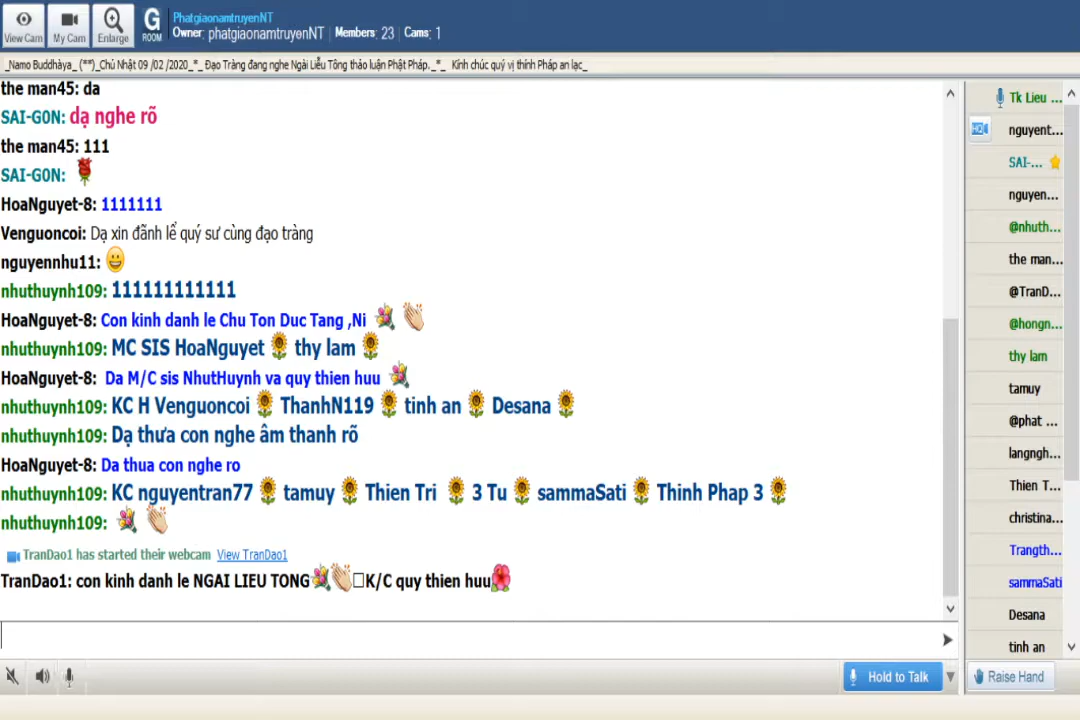 View Cam
My Cam
Enlarge
G
ROOM
PhatgiaonamtruyenNT
Owner: phatgiaonamtruyenNT | Members: 23 | Cams: 1
_Namo Buddhàya_ (**)_Chủ Nhật 09 /02 /2020_*_ Đạo Tràng đang nghe Ngài Liễu Tông thảo luận Phật Pháp._*_ Kính chúc quý vị thính Pháp an lạc_
the man45: da
SAI-G0N: dạ nghe rõ
the man45: 111
SAI-G0N:
HoaNguyet-8: 1111111
Venguoncoi: Dạ xin đãnh lể quý sư cùng đạo tràng
nguyennhu11:
nhuthuynh109: 111111111111
HoaNguyet-8: Con kinh danh le Chu Ton Duc Tang ,Ni
nhuthuynh109: MC SIS HoaNguyet thy lam
HoaNguyet-8: Da M/C sis NhutHuynh va quy thien huu
nhuthuynh109: KC H Venguoncoi ThanhN119 tinh an Desana
nhuthuynh109: Dạ thưa con nghe âm thanh rõ
HoaNguyet-8: Da thua con nghe ro
nhuthuynh109: KC nguyentran77 tamuy Thien Tri 3 Tu sammaSati Thinh Phap 3
nhuthuynh109:
TranDao1 has started their webcam View TranDao1
TranDao1: con kinh danh le NGAI LIEU TONG K/C quy thien huu
Hold to Talk
Tk Lieu ...
HD
nguyent...
SAI-...
nguyen...
@nhuth...
the man...
@TranD...
@hongn...
thy lam
tamuy
@phat ...
langngh...
Thien T...
christina...
Trangth...
sammaSati
Desana
tinh an
Raise Hand